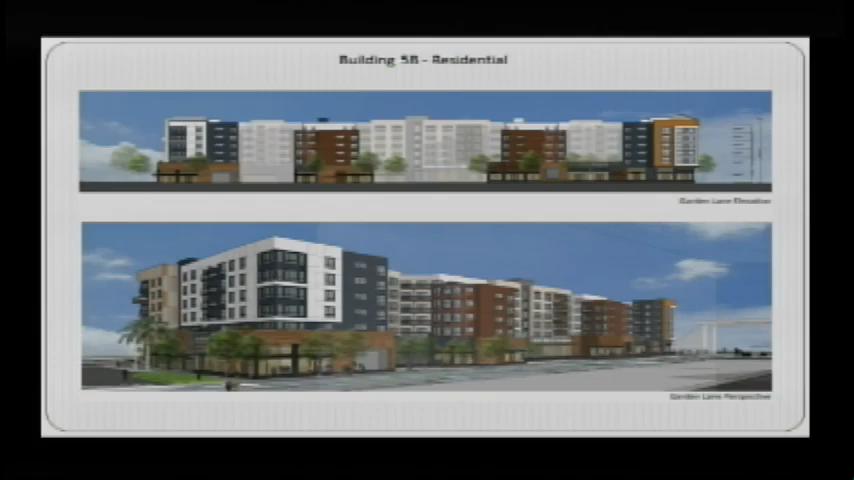 Building 5B - Residential
Garden Lane Elevation
Garden Lane Perspective